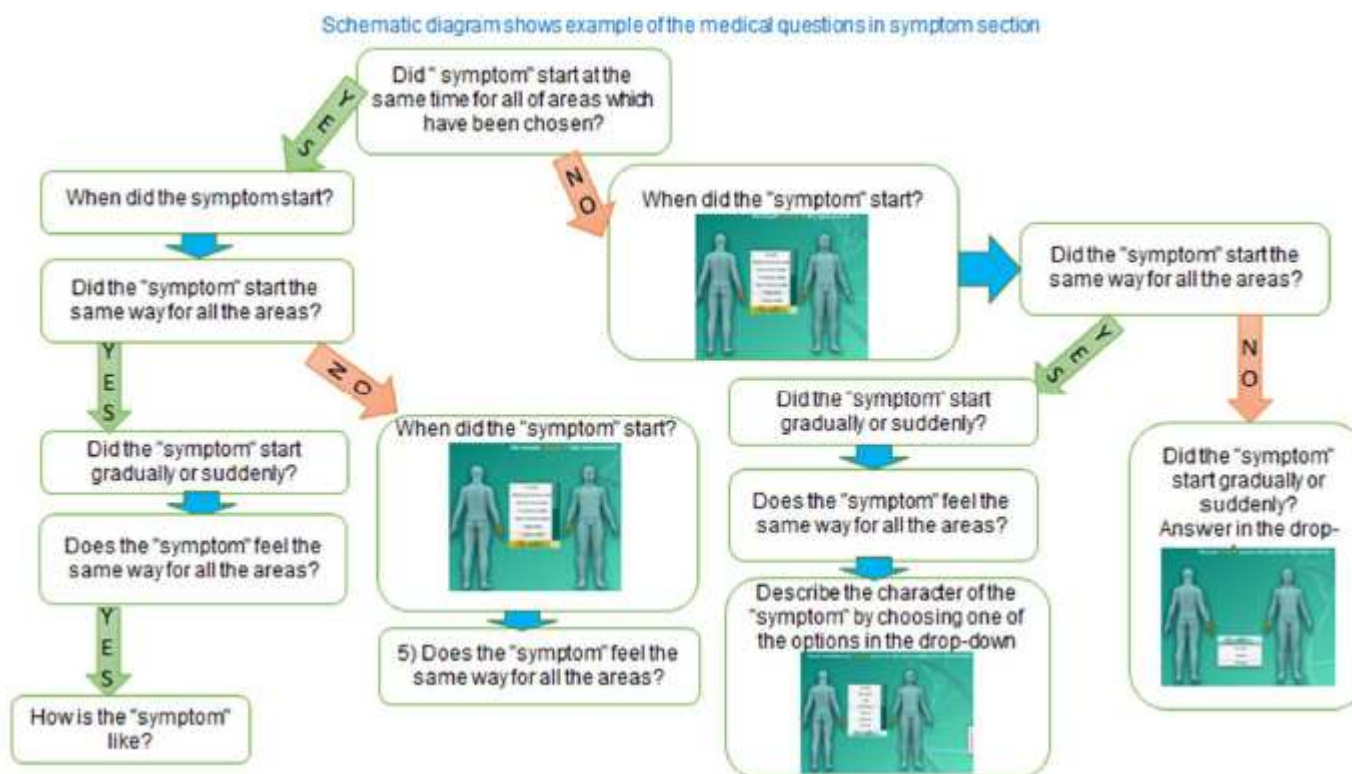 Schematic diagram shows example of the medical questions in symptom section
Did " symptom" start at the
same time for all of areas which
have been chosen?
YES
NO
When did the symptom start?
When did the "symptom" start?
Did the "symptom" start the
same way for all the areas?
Did the "symptom" start the
same way for all the areas?
YES
NO
YES
NO
When did the "symptom" start?
Did the "symptom" start
gradually or suddenly?
Did the "symptom" start
gradually or suddenly?
Did the "symptom"
start gradually or
suddenly?
Answer in the drop-
Does the "symptom" feel the
same way for all the areas?
Does the "symptom" feel the
same way for all the areas?
YES
5) Does the "symptom" feel the
same way for all the areas?
Describe the character of the
"symptom" by choosing one of
the options in the drop-down
How is the "symptom"
like?